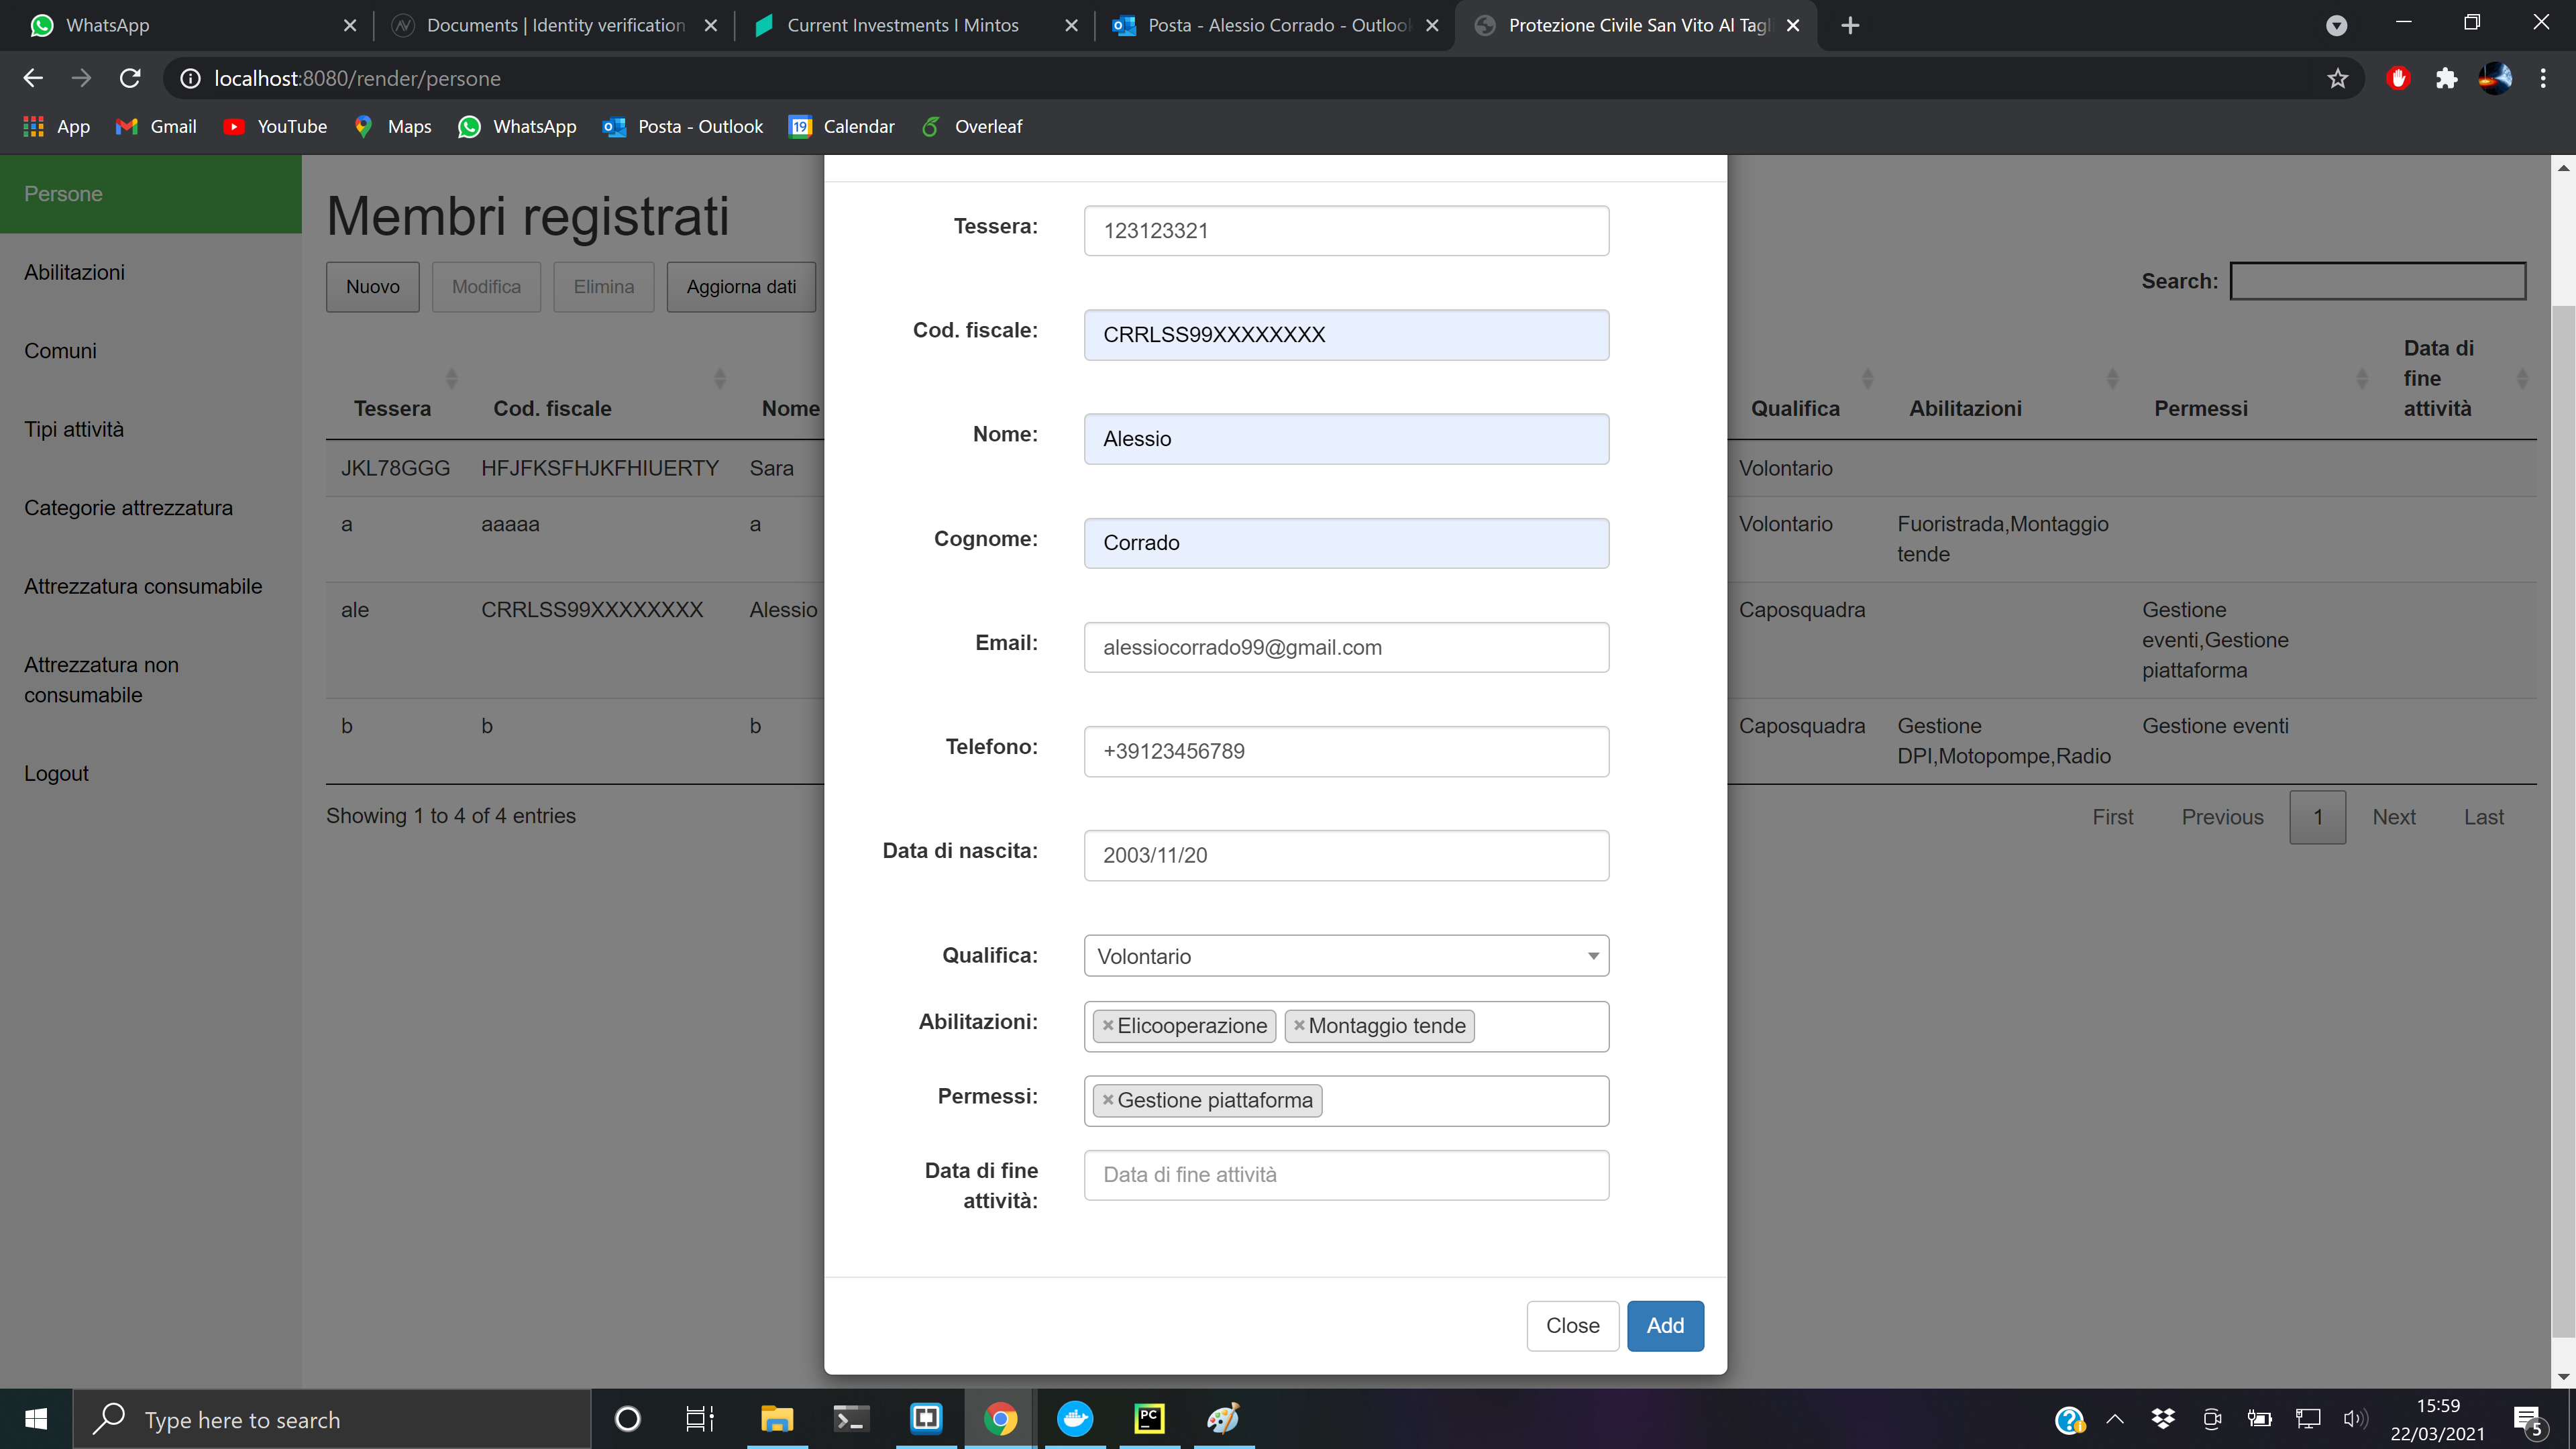 WhatsApp
Documents | Identity verification
Current Investments I Mintos
Posta - Alessio Corrado - Outlook
Protezione Civile San Vito Al Tagl
localhost:8080/render/persone
App
Gmail
YouTube
Maps
WhatsApp
Posta - Outlook
19
Calendar
Overleaf
Persone
Abilitazioni
Comuni
Tipi attività
Categorie attrezzatura
Attrezzatura consumabile
Attrezzatura non
consumabile
Logout
Membri registrati
Nuovo
Modifica
Elimina
Aggiorna dati
Search:
Tessera
Cod. fiscale
Nome
Qualifica
Abilitazioni
Permessi
Data di
fine
attività
JKL78GGG HFJFKSFHJKFHIUERTY Sara Volontario
a aaaaa a Volontario Fuoristrada,Montaggio
tende
ale CRRLSS99XXXXXXXX Alessio Caposquadra Gestione
eventi,Gestione
piattaforma
b b b Caposquadra Gestione Gestione eventi
DPI,Motopompe,Radio
Showing 1 to 4 of 4 entries
First Previous 1 Next Last
Tessera: 123123321
Cod. fiscale: CRRLSS99XXXXXXXX
Nome: Alessio
Cognome: Corrado
Email: alessiocorrado99@gmail.com
Telefono: +39123456789
Data di nascita: 2003/11/20
Qualifica: Volontario
Abilitazioni: ×Elicooperazione ×Montaggio tende
Permessi: ×Gestione piattaforma
Data di fine
attività:
Data di fine attività
Close
Add
Type here to search
PC
15:59
22/03/2021
5